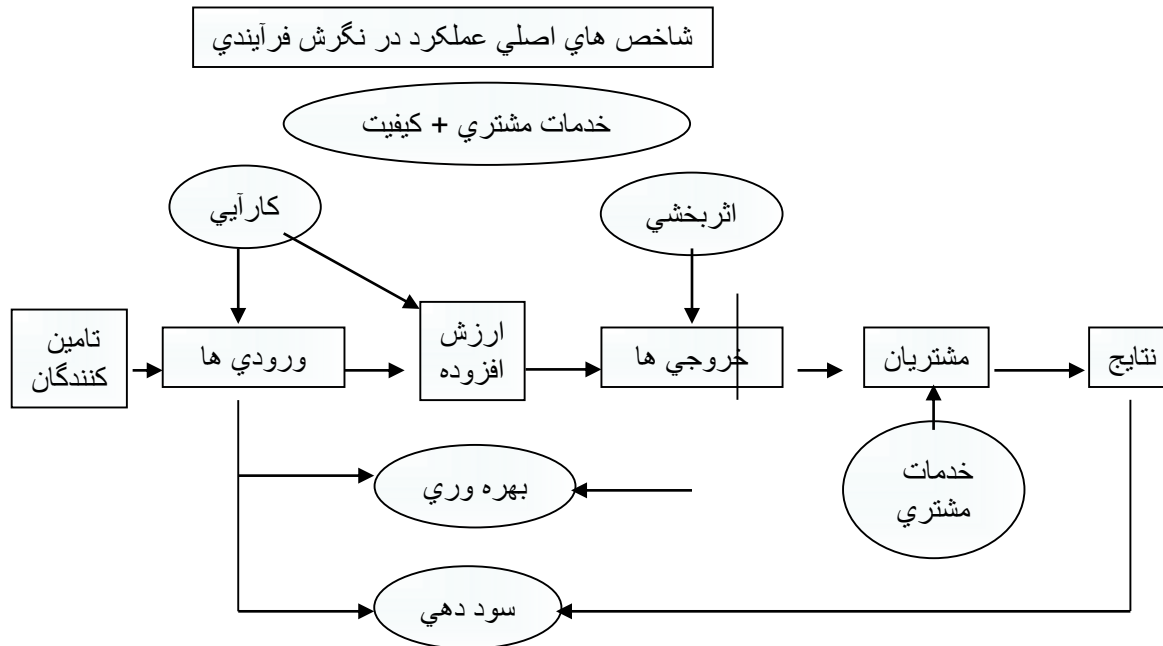 شاخص هاي اصلي عملكرد در نگرش فرآيندي
خدمات مشتري + كيفيت
كارآيي
اثربخشي
تامين
كنندگان
ورودي ها
ارزش
افزوده
خروجي ها
مشتريان
نتايج
بهره وري
خدمات
مشتري
سود دهي